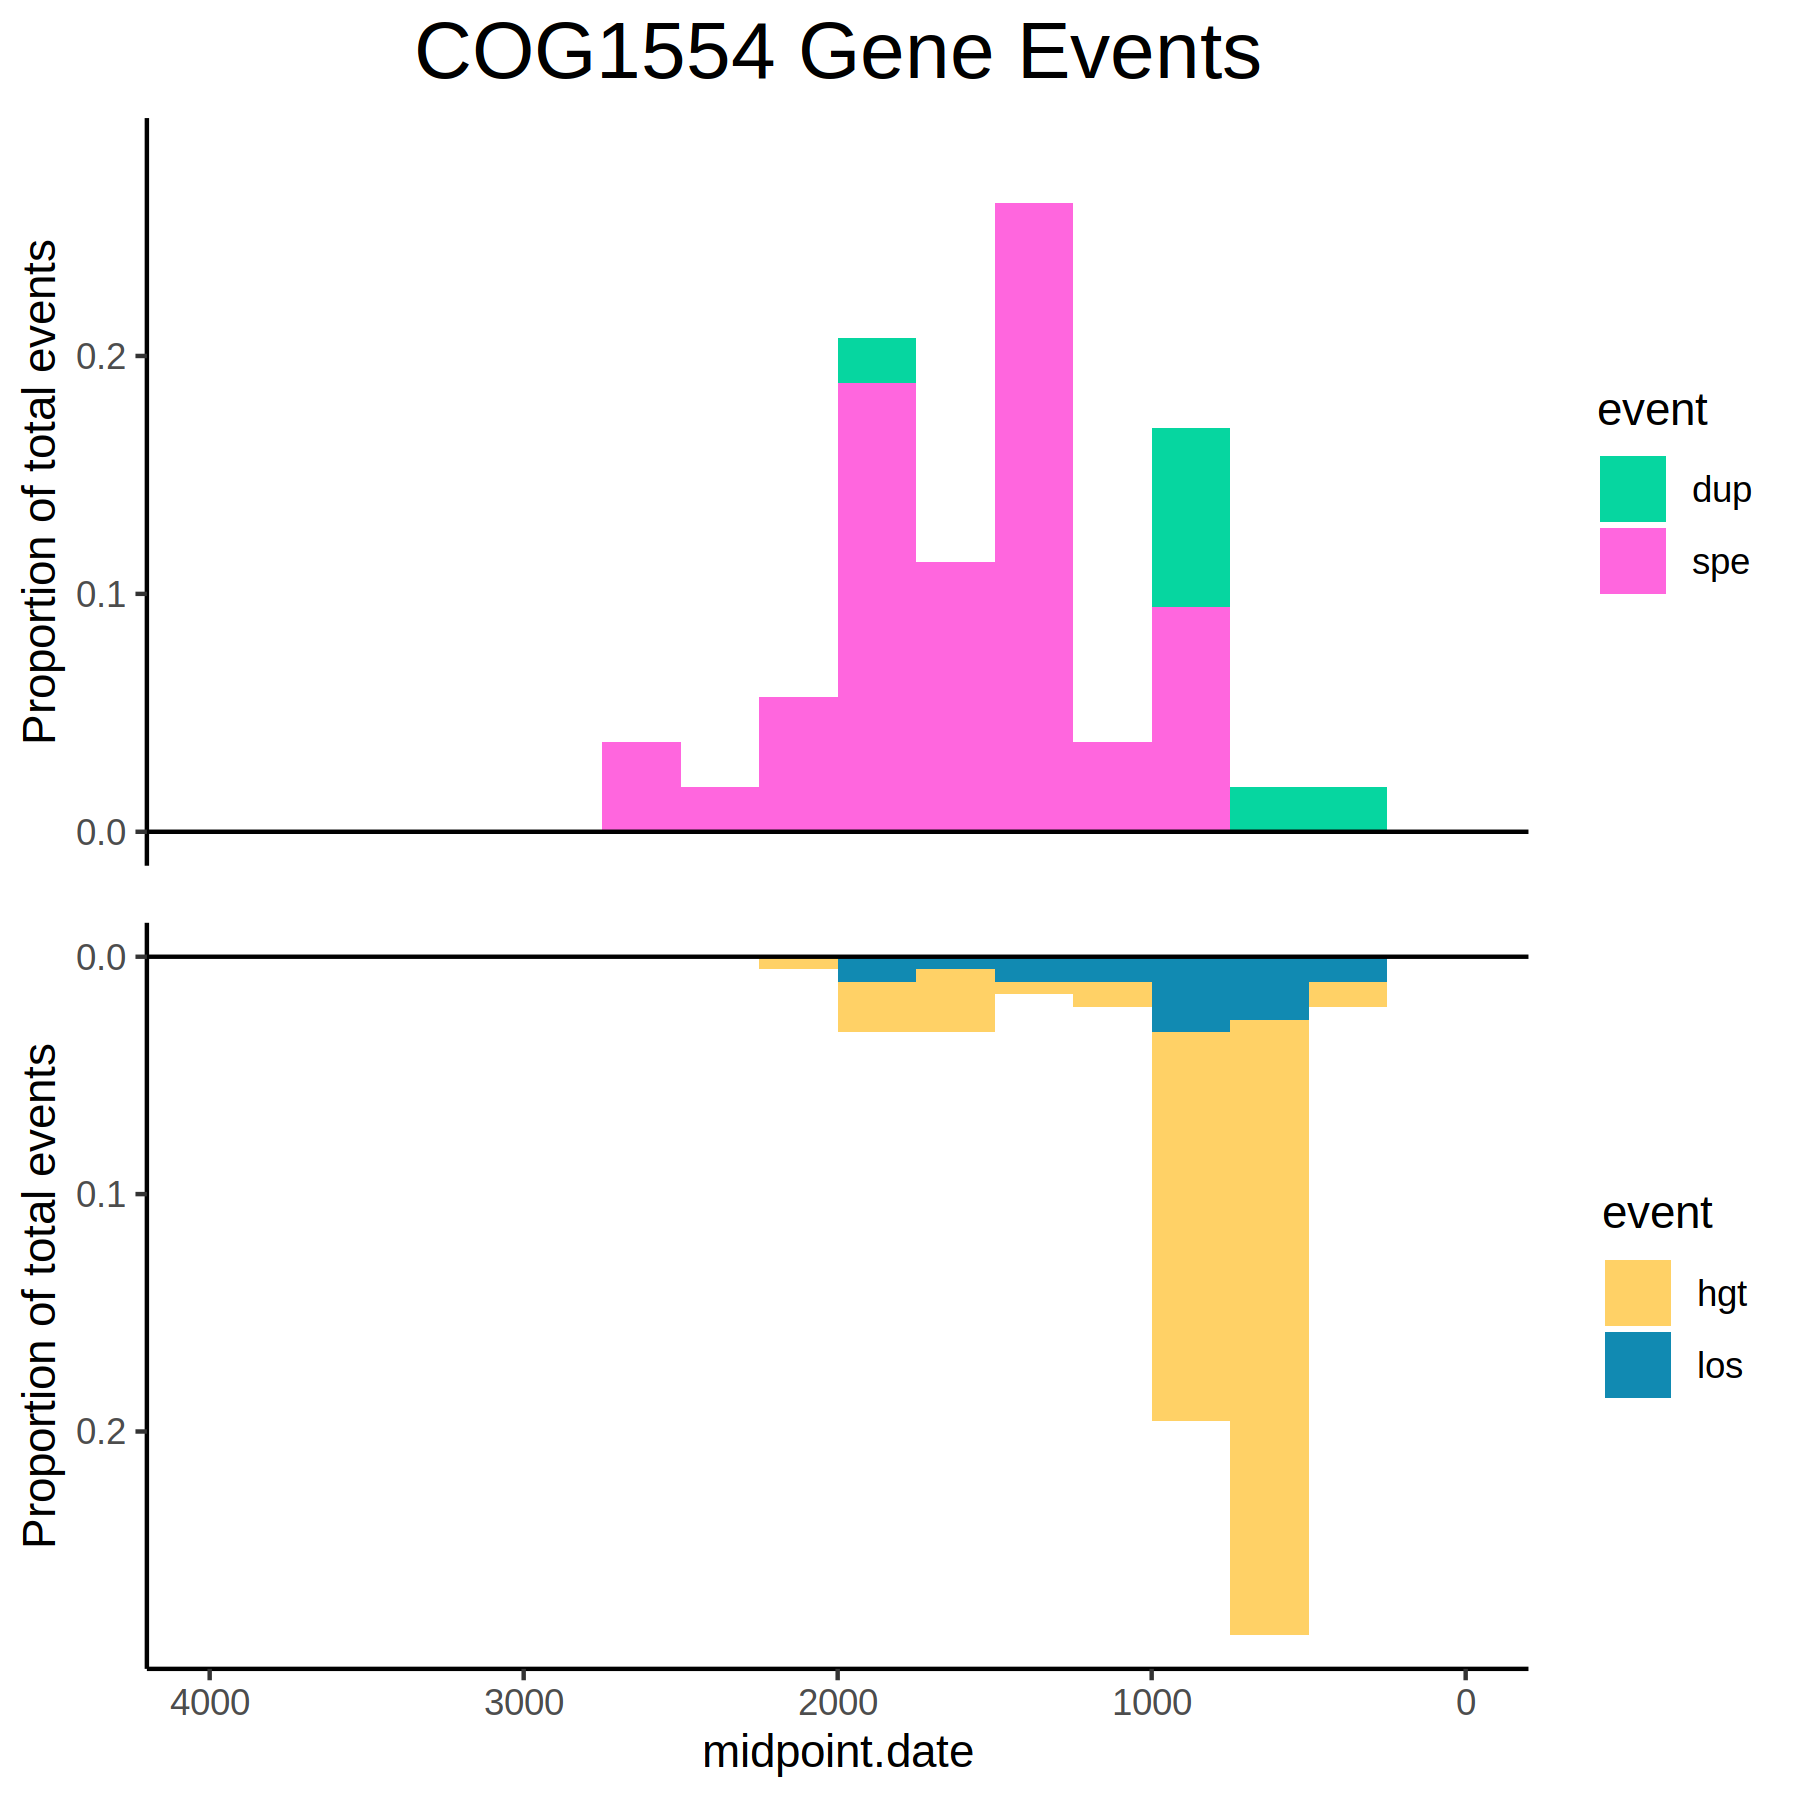 COG1554 Gene Events
Proportion of total events
0.2
0.1
0.0
event
dup
spe
Proportion of total events
0.0
0.1
0.2
event
hgt
los
4000 3000 2000 1000 0
midpoint.date